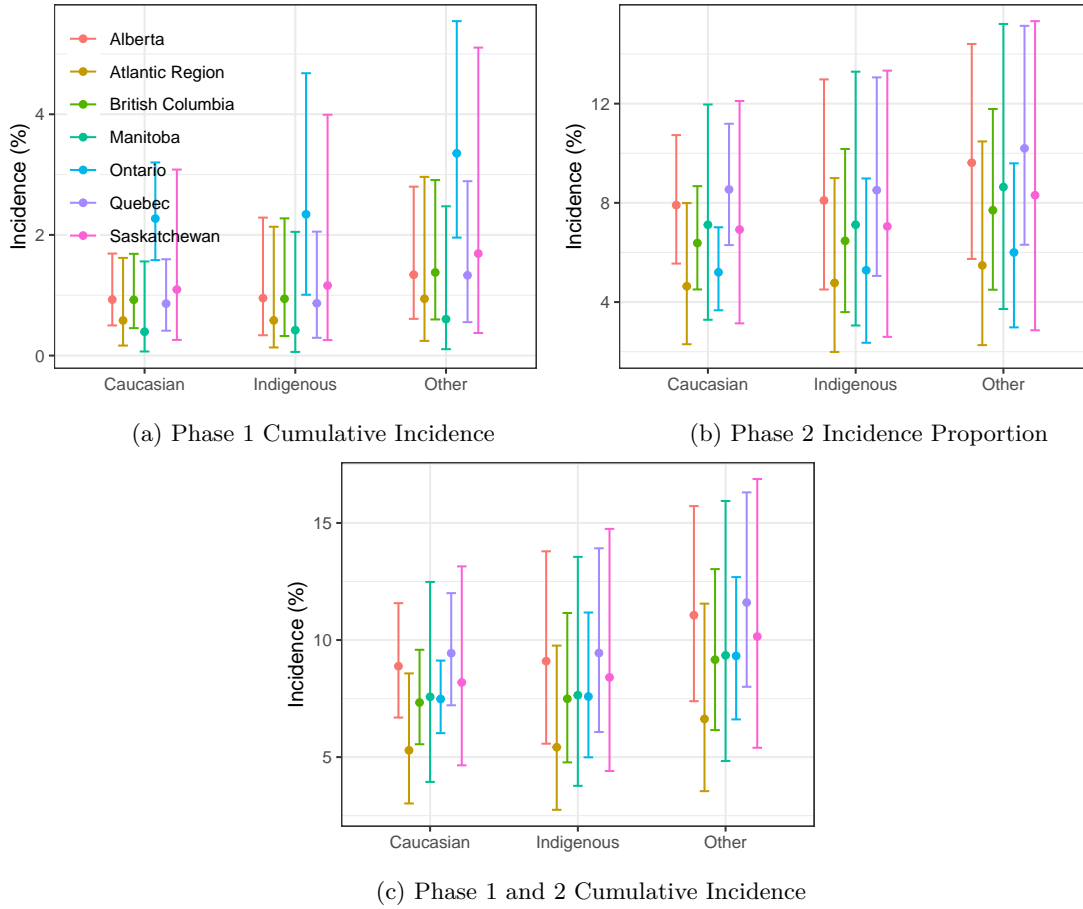 Incidence (%)
4
2
0
Alberta
Atlantic Region
British Columbia
Manitoba
Ontario
Quebec
Saskatchewan
Caucasian Indigenous Other
(a) Phase 1 Cumulative Incidence
Incidence (%)
12
8
4
Caucasian Indigenous Other
(b) Phase 2 Incidence Proportion
Incidence (%)
15
10
5
Caucasian Indigenous Other
(c) Phase 1 and 2 Cumulative Incidence